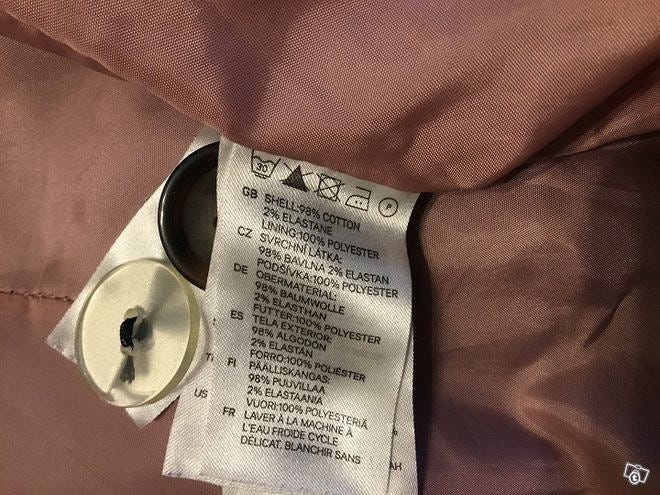 30
P
GB SHELL:98% COTTON
2% ELASTANE
LINING:100% POLYESTER
CZ SVRCHNÍ LÁTKA:
98% BAVLNA 2% ELASTAN
PODŠÍVKA:100% POLYESTER
DE OBERMATERIAL:
98% BAUMWOLLE
2% ELASTHAN
FUTTER:100% POLYESTER
ES TELA EXTERIOR:
98% ALGODÓN
2% ELASTÁN
FORRO:100% POLIÉSTER
FI PÄÄLLISKANGAS:
98% PUUVILLAA
2% ELASTAANIA
VUORI:100% POLYESTERIÄ
FR LAVER À LA MACHINE À
L'EAU FROIDE CYCLE
DÉLICAT. BLANCHIR SANS
US
AH